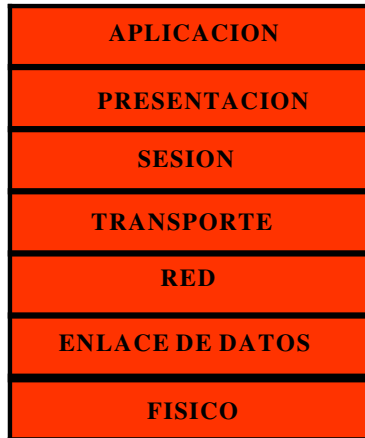 APLICACION
PRESENTACION
SESION
TRANSPORTE
RED
ENLACE DE DATOS
FISICO